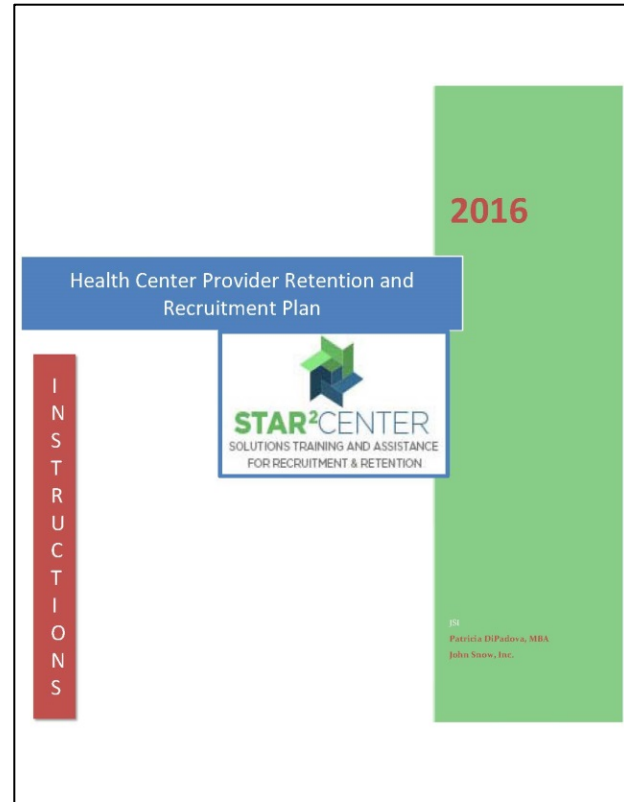 2016
Health Center Provider Retention and
Recruitment Plan
STAR²CENTER
SOLUTIONS TRAINING AND ASSISTANCE
FOR RECRUITMENT & RETENTION
I
N
S
T
R
U
C
T
I
O
N
S
JSI
Patricia DiPadova, MBA
John Snow, Inc.